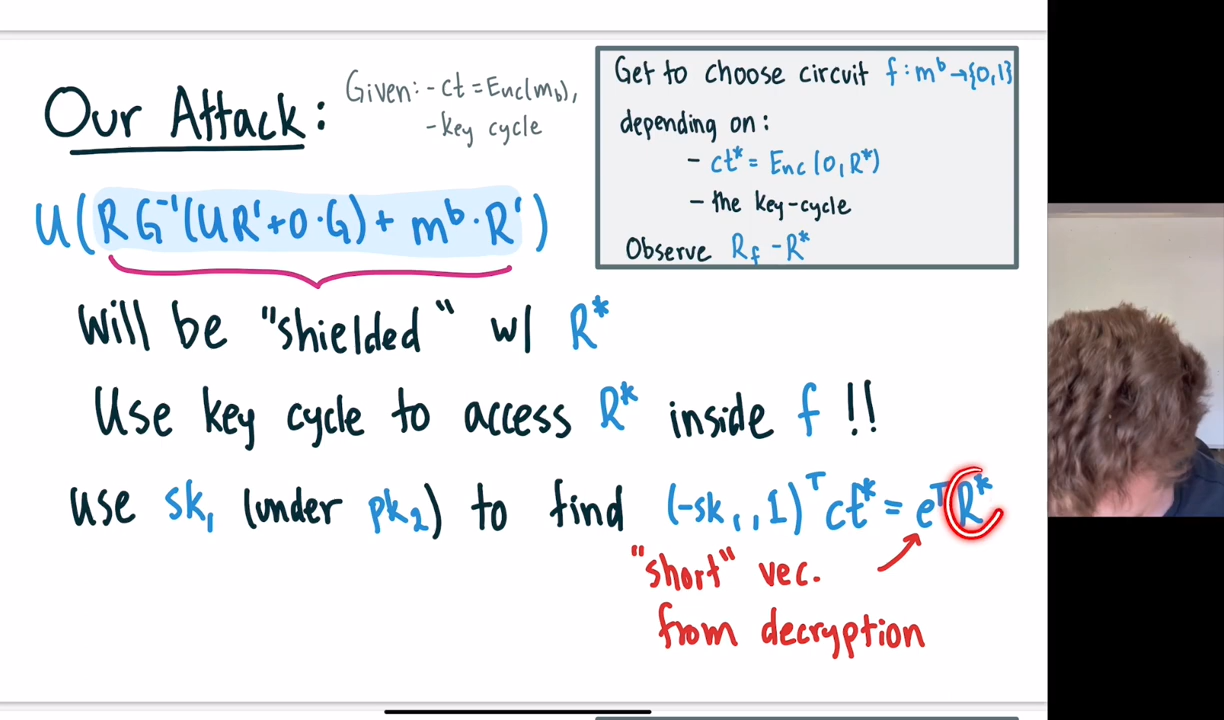 Our Attack:
Given: - ct = Enc(m_b),
- key cycle
Get to choose circuit f : m^b → {0,1}
depending on:
- ct* = Enc(0, R*)
- the key-cycle
Observe R_f - R*
U(RG⁻¹(UR'+0·G) + m^b·R')
Will be "shielded" w/ R*
Use key cycle to access R* inside f !!
use sk₁ (under pk₂) to find (-sk₁, 1)ᵀ ct* = eᵀR*
"short" vec.
from decryption